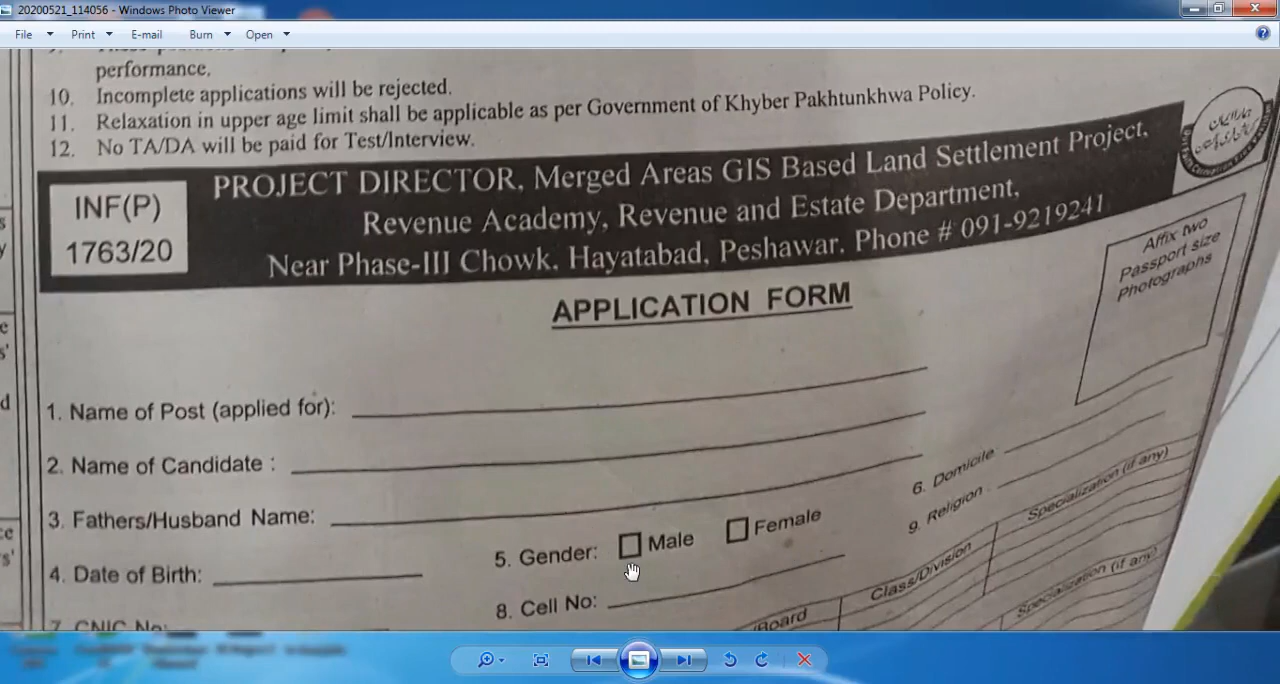 20200521_114056 - Windows Photo Viewer
File Print E-mail Burn Open
performance.
10. Incomplete applications will be rejected.
11. Relaxation in upper age limit shall be applicable as per Government of Khyber Pakhtunkhwa Policy.
12. No TA/DA will be paid for Test/Interview.
INF(P)
1763/20
PROJECT DIRECTOR, Merged Areas GIS Based Land Settlement Project,
Revenue Academy, Revenue and Estate Department,
Near Phase-III Chowk, Hayatabad, Peshawar. Phone # 091-9219241
Affix two
Passport size
Photographs
APPLICATION FORM
1. Name of Post (applied for):
2. Name of Candidate :
3. Fathers/Husband Name:
4. Date of Birth:
5. Gender: Male Female
6. Domicile
7. CNIC No:
8. Cell No:
9. Religion
Board Class/Division Specialization (if any)
Specialization (if any)